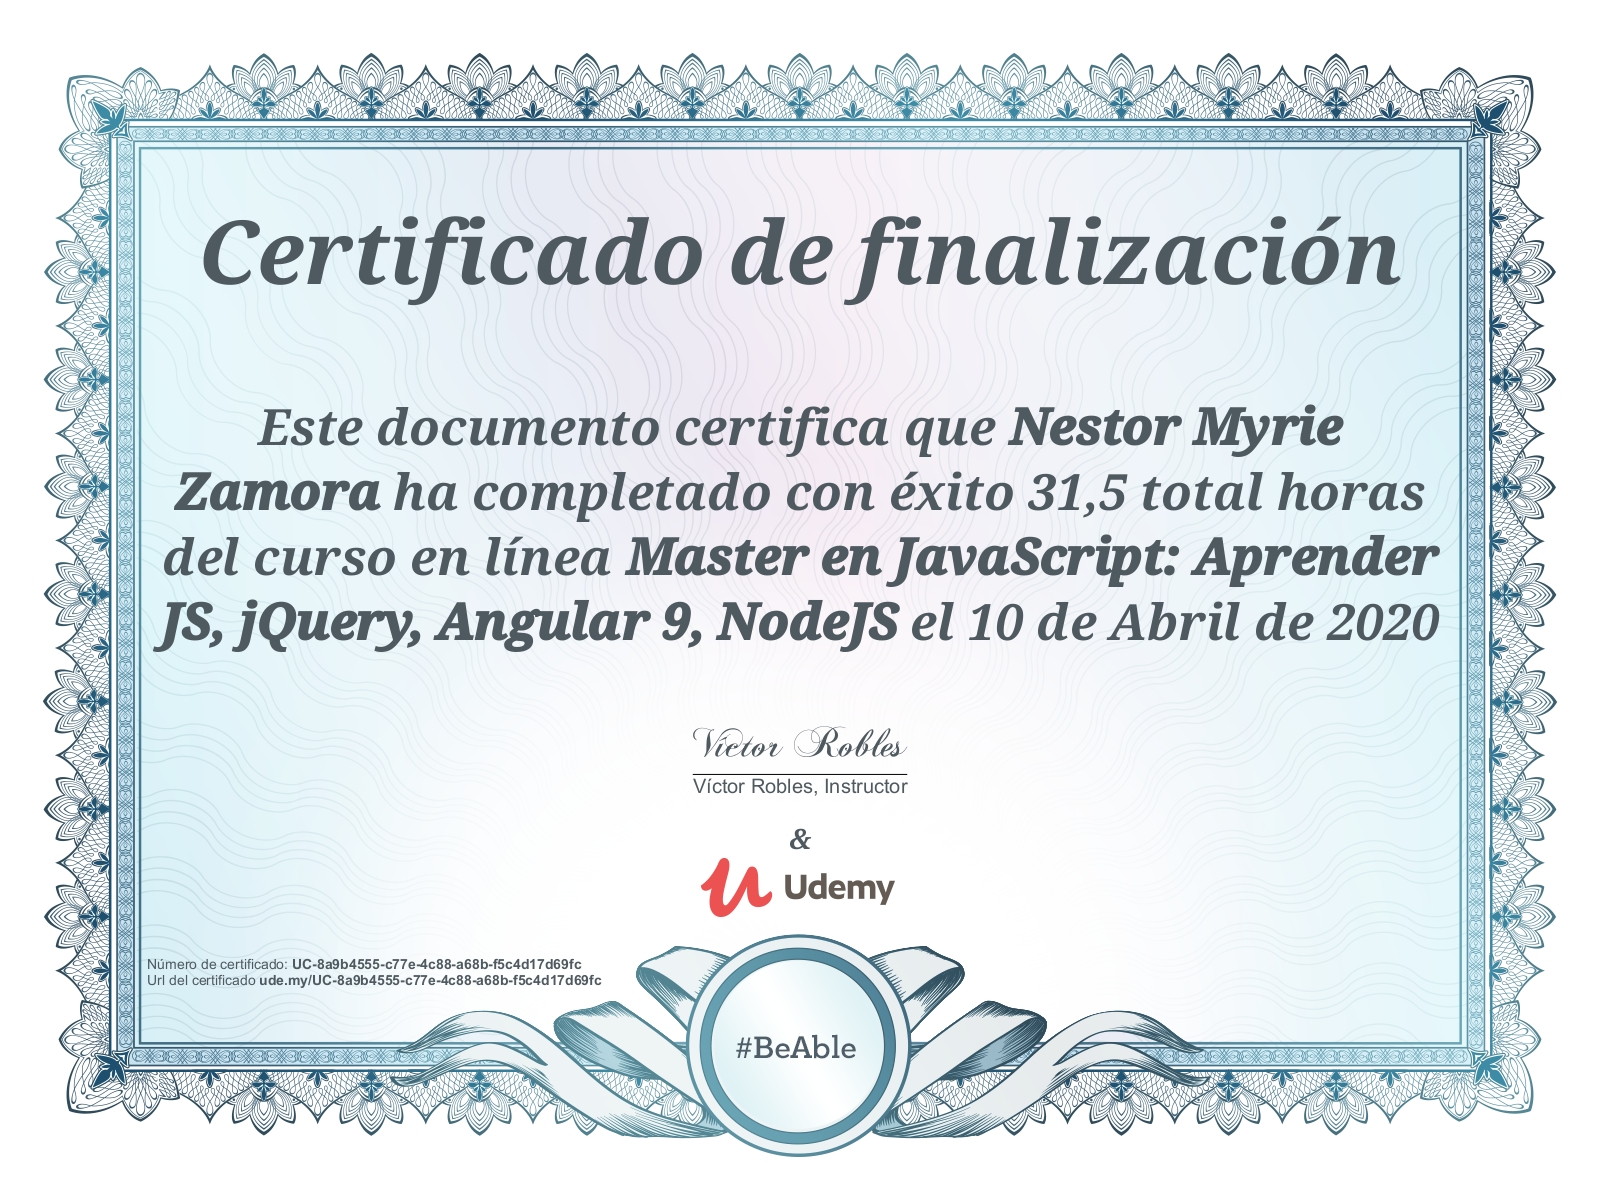 Certificado de finalización
Este documento certifica que Nestor Myrie
Zamora ha completado con éxito 31,5 total horas
del curso en línea Master en JavaScript: Aprender
JS, jQuery, Angular 9, NodeJS el 10 de Abril de 2020
Víctor Robles
Víctor Robles, Instructor
&
Udemy
Número de certificado: UC-8a9b4555-c77e-4c88-a68b-f5c4d17d69fc
Url del certificado ude.my/UC-8a9b4555-c77e-4c88-a68b-f5c4d17d69fc
#BeAble